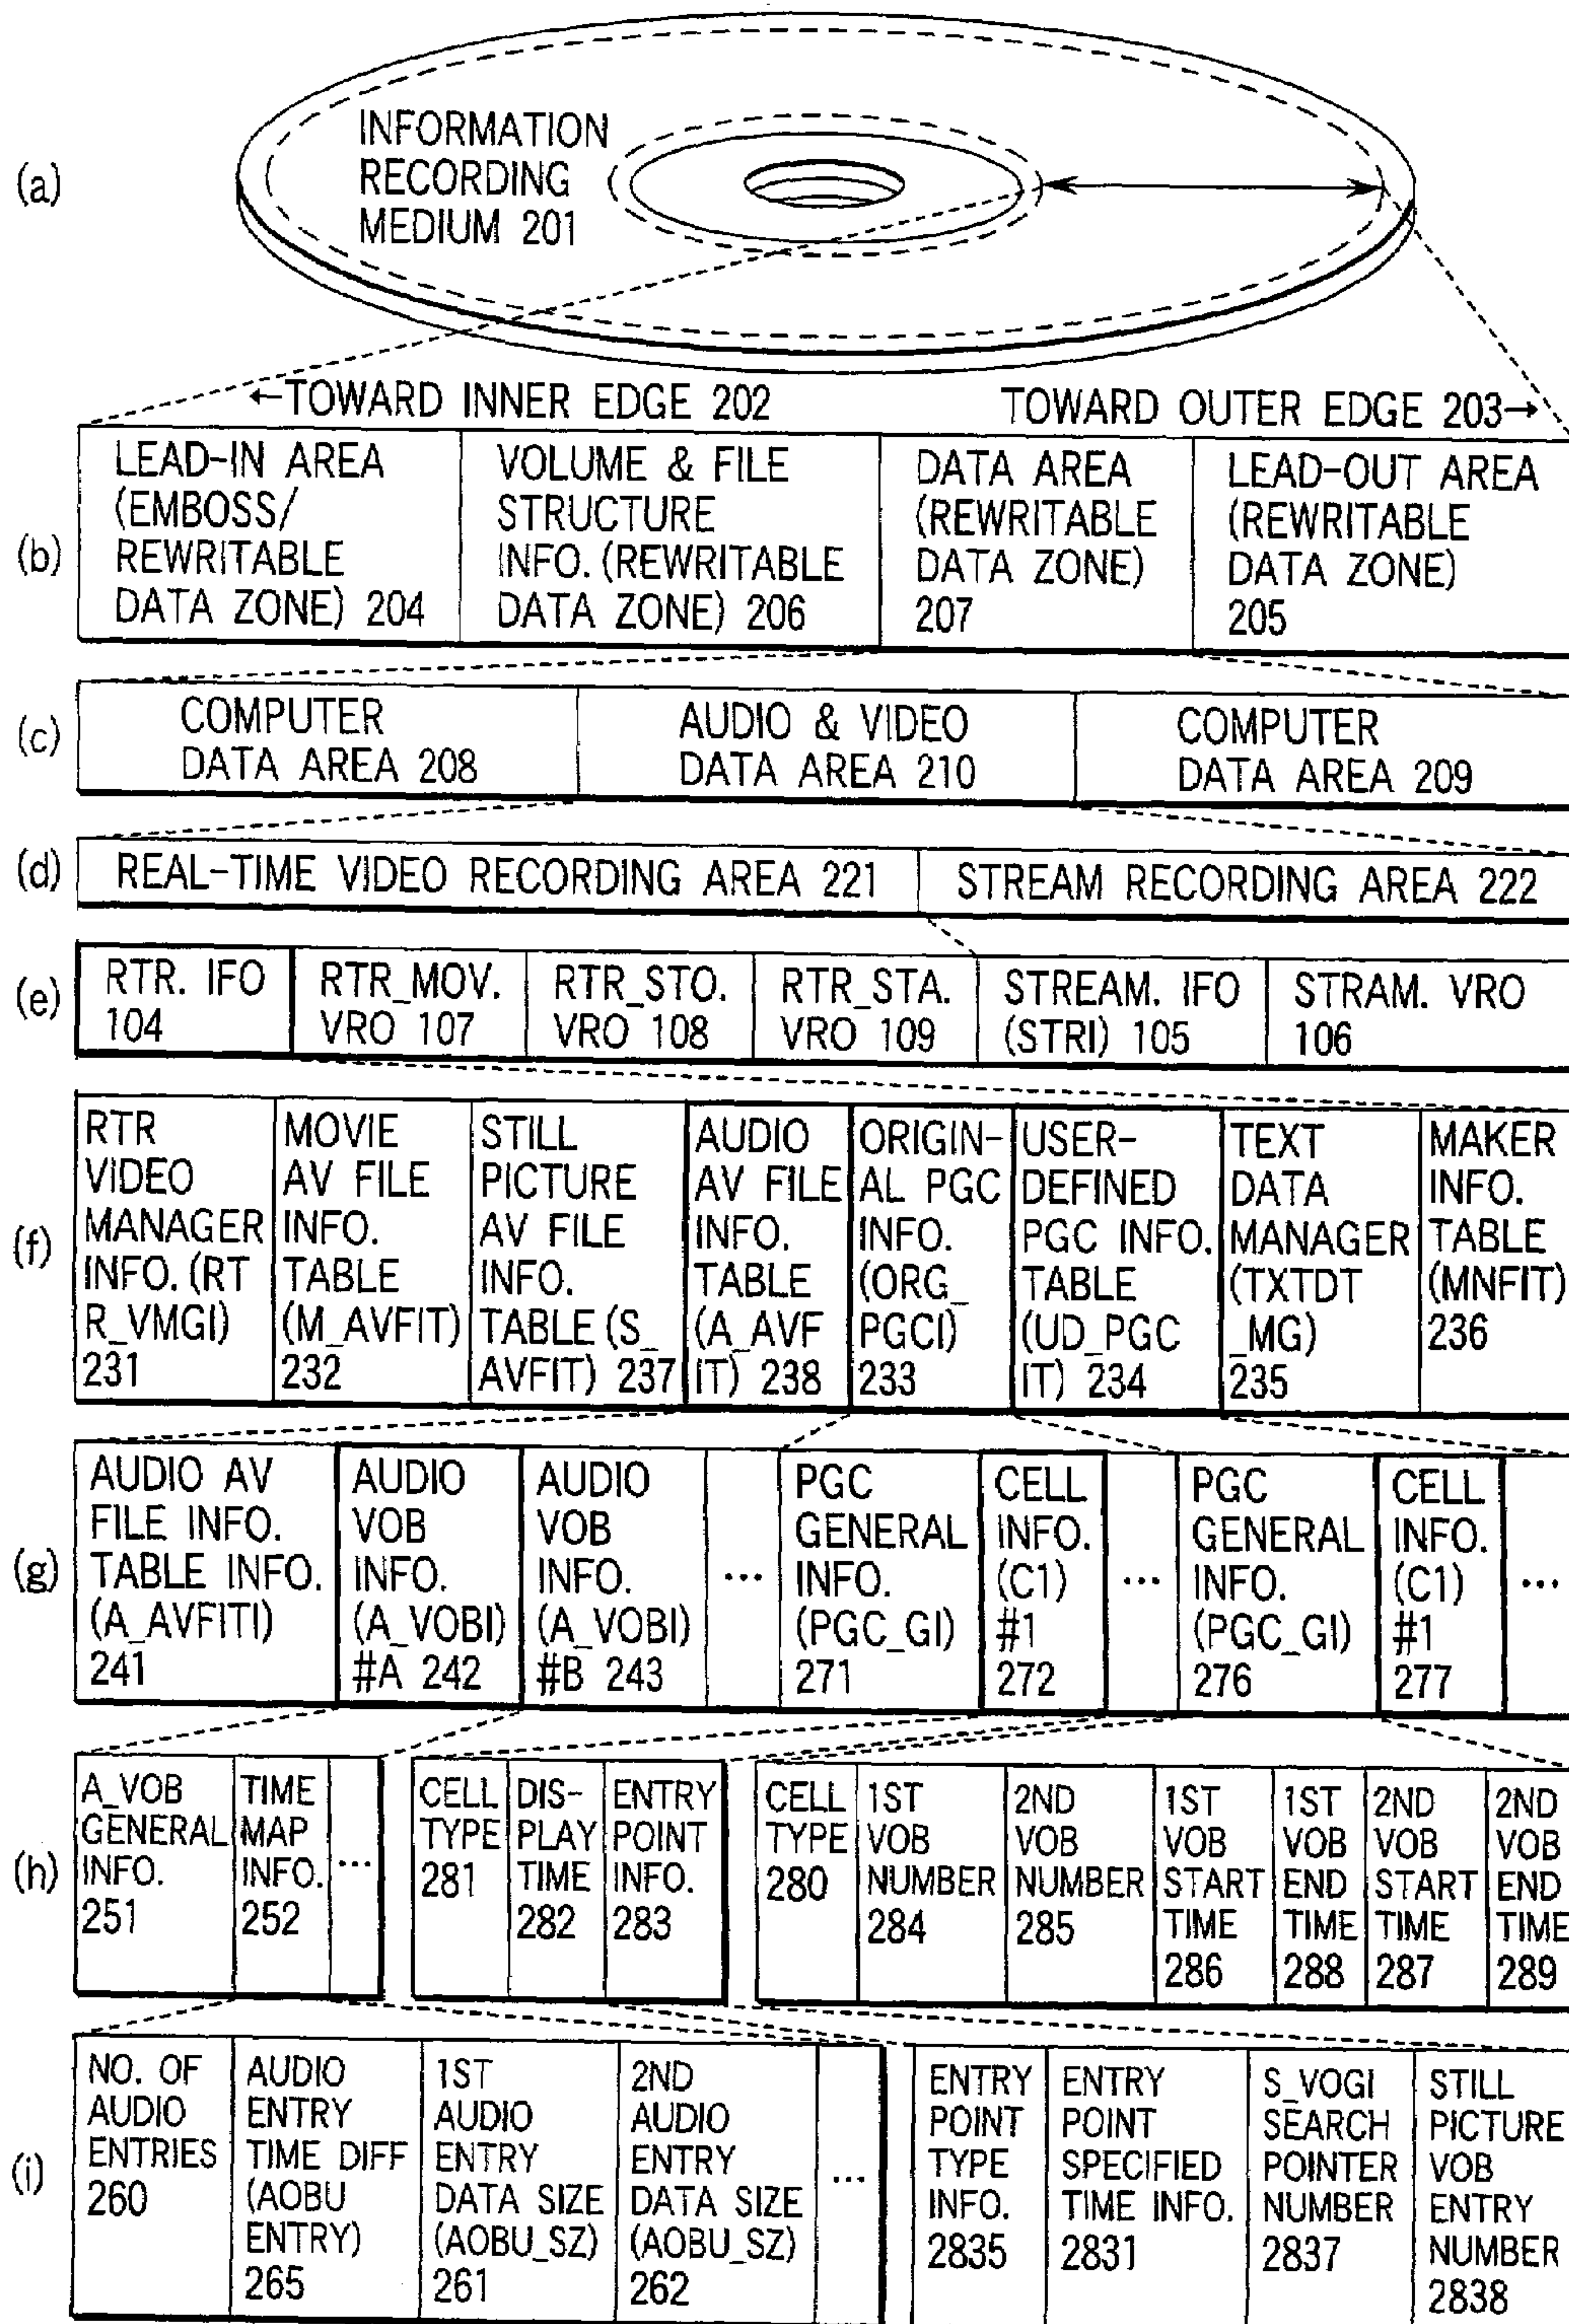 (a)
INFORMATION
RECORDING
MEDIUM 201
←TOWARD INNER EDGE 202
TOWARD OUTER EDGE 203→
(b)
LEAD-IN AREA
(EMBOSS/
REWRITABLE
DATA ZONE) 204
VOLUME & FILE
STRUCTURE
INFO. (REWRITABLE
DATA ZONE) 206
DATA AREA
(REWRITABLE
DATA ZONE)
207
LEAD-OUT AREA
(REWRITABLE
DATA ZONE)
205
(c)
COMPUTER
DATA AREA 208
AUDIO & VIDEO
DATA AREA 210
COMPUTER
DATA AREA 209
(d)
REAL-TIME VIDEO RECORDING AREA 221
STREAM RECORDING AREA 222
(e)
RTR. IFO
104
RTR_MOV.
VRO 107
RTR_STO.
VRO 108
RTR_STA.
VRO 109
STREAM. IFO
(STRI) 105
STRAM. VRO
106
(f)
RTR
VIDEO
MANAGER
INFO. (RT
R_VMGI)
231
MOVIE
AV FILE
INFO.
TABLE
(M_AVFIT)
232
STILL
PICTURE
AV FILE
INFO.
TABLE (S_
AVFIT) 237
AUDIO
AV FILE
INFO.
TABLE
(A_AVF
IT) 238
ORIGIN-
AL PGC
INFO.
(ORG_
PGCI)
233
USER-
DEFINED
PGC INFO.
TABLE
(UD_PGC
IT) 234
TEXT
DATA
MANAGER
(TXTDT
_MG)
235
MAKER
INFO.
TABLE
(MNFIT)
236
(g)
AUDIO AV
FILE INFO.
TABLE INFO.
(A_AVFITI)
241
AUDIO
VOB
INFO.
(A_VOBI)
#A 242
AUDIO
VOB
INFO.
(A_VOBI)
#B 243
...
PGC
GENERAL
INFO.
(PGC_GI)
271
CELL
INFO.
(C1)
#1
272
...
PGC
GENERAL
INFO.
(PGC_GI)
276
CELL
INFO.
(C1)
#1
277
...
(h)
A_VOB
GENERAL
INFO.
251
TIME
MAP
INFO.
252
...
CELL
TYPE
281
DIS-
PLAY
TIME
282
ENTRY
POINT
INFO.
283
CELL
TYPE
280
1ST
VOB
NUMBER
284
2ND
VOB
NUMBER
285
1ST
VOB
START
TIME
286
1ST
VOB
END
TIME
288
2ND
VOB
START
TIME
287
2ND
VOB
END
TIME
289
(i)
NO. OF
AUDIO
ENTRIES
260
AUDIO
ENTRY
TIME DIFF
(AOBU
ENTRY)
265
1ST
AUDIO
ENTRY
DATA SIZE
(AOBU_SZ)
261
2ND
AUDIO
ENTRY
DATA SIZE
(AOBU_SZ)
262
...
ENTRY
POINT
TYPE
INFO.
2835
ENTRY
POINT
SPECIFIED
TIME INFO.
2831
S_VOGI
SEARCH
POINTER
NUMBER
2837
STILL
PICTURE
VOB
ENTRY
NUMBER
2838